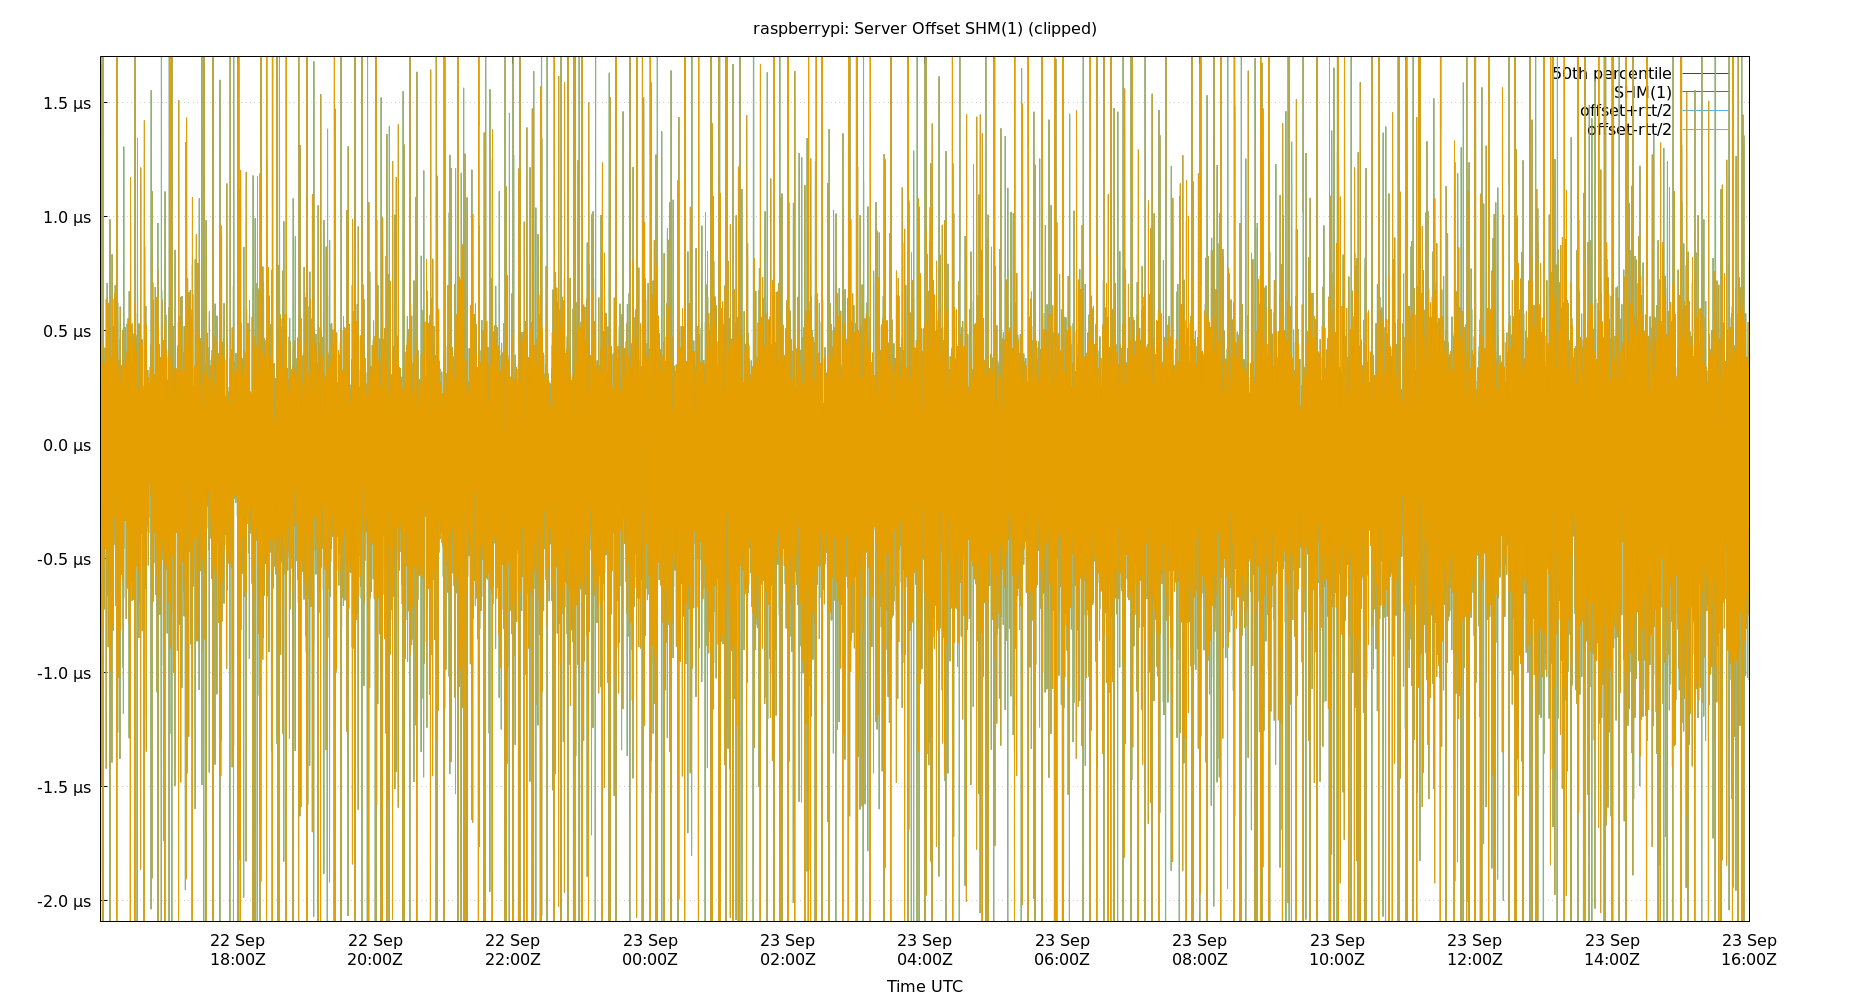 raspberrypi: Server Offset SHM(1) (clipped)
50th percentile
SHM(1)
offset+rtt/2
offset-rtt/2
1.5 µs
1.0 µs
0.5 µs
0.0 µs
-0.5 µs
-1.0 µs
-1.5 µs
-2.0 µs
22 Sep 22 Sep 22 Sep 23 Sep 23 Sep 23 Sep 23 Sep 23 Sep 23 Sep 23 Sep 23 Sep 23 Sep
18:00Z 20:00Z 22:00Z 00:00Z 02:00Z 04:00Z 06:00Z 08:00Z 10:00Z 12:00Z 14:00Z 16:00Z
Time UTC